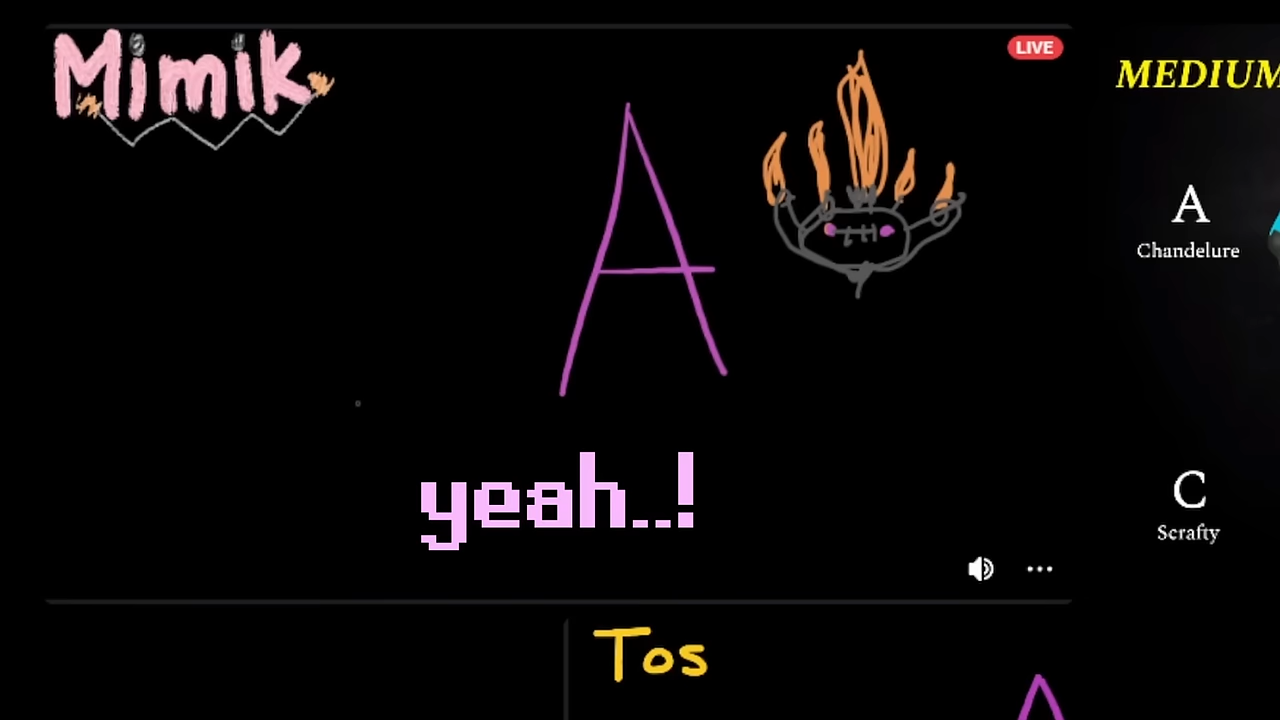 Mimik
LIVE
MEDIUM
A
A
Chandelure
yeah..!
C
Scrafty
Tos